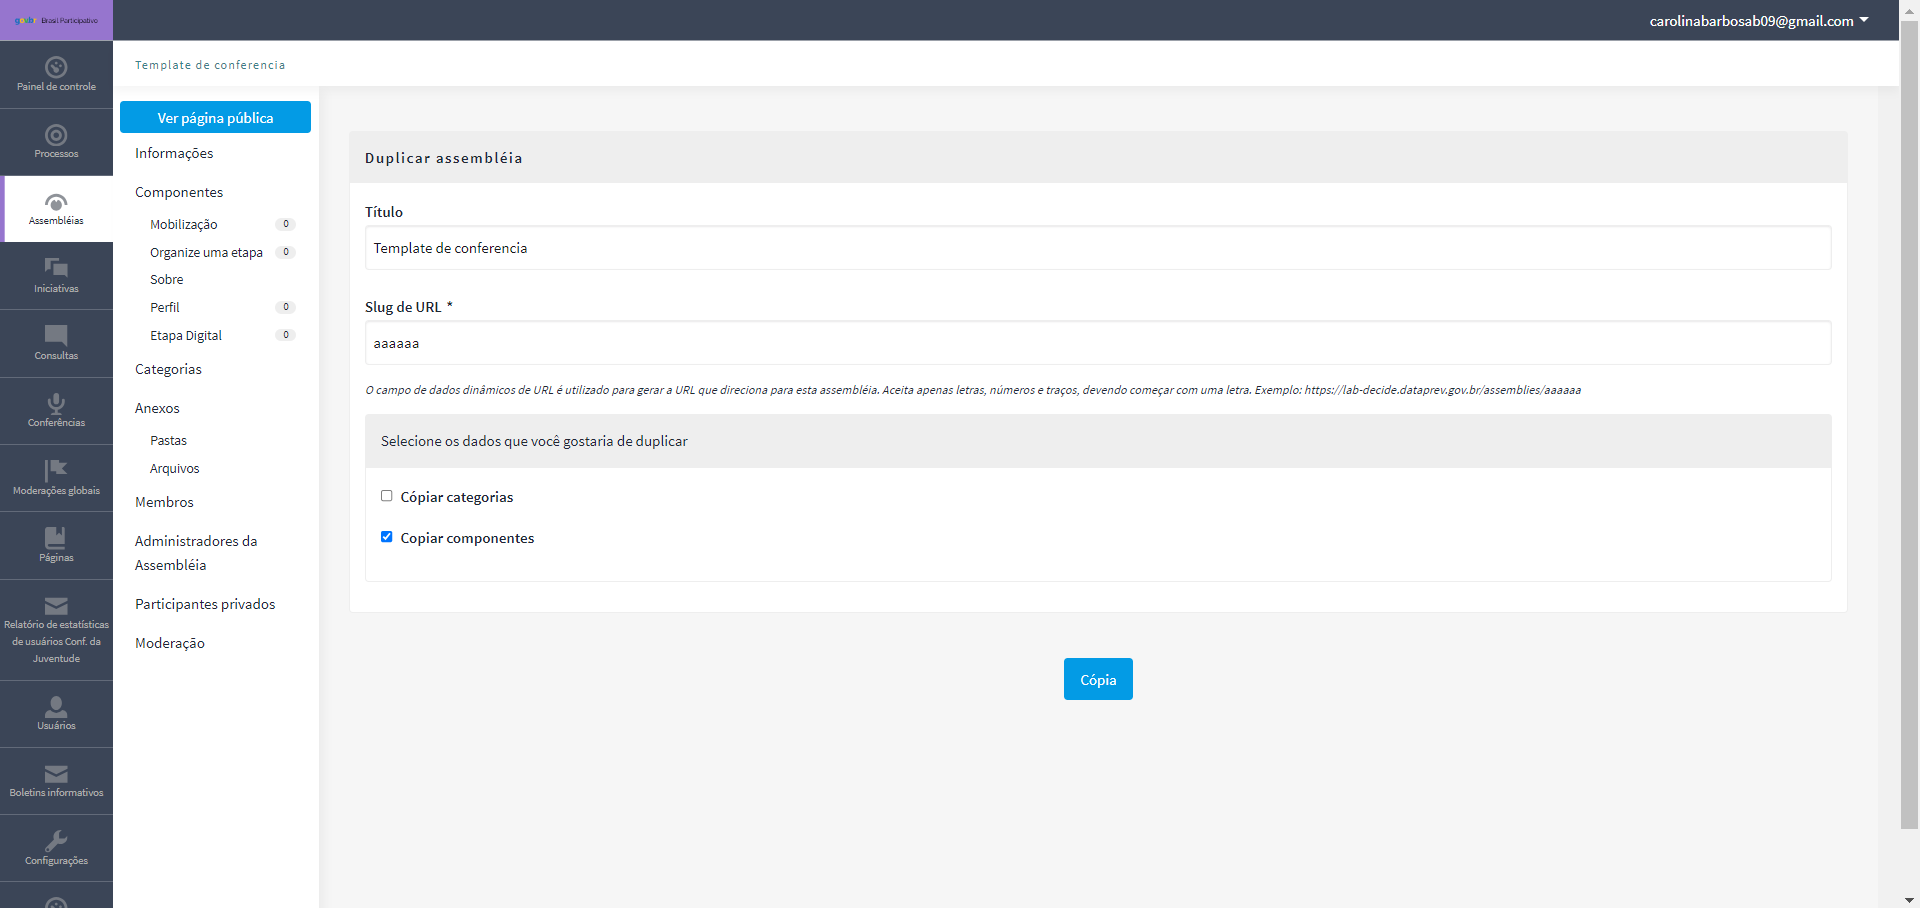 gov.br Brasil Participativo
carolinabarbosab09@gmail.com
Painel de controle
Processos
Assembléias
Iniciativas
Consultas
Conferências
Moderações globais
Páginas
Relatório de estatísticas
de usuários Conf. da
Juventude
Usuários
Boletins informativos
Configurações
Template de conferencia
Ver página pública
Informações
Componentes
Mobilização 0
Organize uma etapa 0
Sobre
Perfil 0
Etapa Digital 0
Categorias
Anexos
Pastas
Arquivos
Membros
Administradores da
Assembléia
Participantes privados
Moderação
Duplicar assembléia
Título
Template de conferencia
Slug de URL *
aaaaaa
O campo de dados dinâmicos de URL é utilizado para gerar a URL que direciona para esta assembléia. Aceita apenas letras, números e traços, devendo começar com uma letra. Exemplo: https://lab-decide.dataprev.gov.br/assemblies/aaaaaa
Selecione os dados que você gostaria de duplicar
Cópiar categorias
Copiar componentes
Cópia